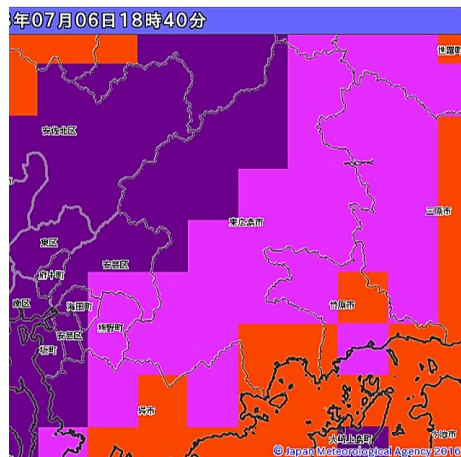 年07月06日18時40分
世羅町
安佐北区
三原市
東広島市
東区
安芸区
府中町
竹原市
南区
海田町
熊野町
安芸区
坂町
呉市
大崎上島町
今治市
© Japan Meteorological Agency 2016